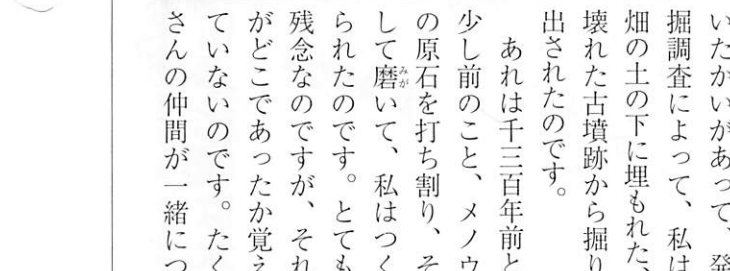 いたかいがあって、発
掘調査によって、私は
畑の土の下に埋もれた、
壊れた古墳跡から掘り
出されたのです。
あれは千三百年前と
少し前のこと、メノウ
の原石を打ち割り、そ
して磨いて、私はつく
られたのです。とても
残念なのですが、それ
がどこであったか覚え
ていないのです。たく
さんの仲間が一緒につ